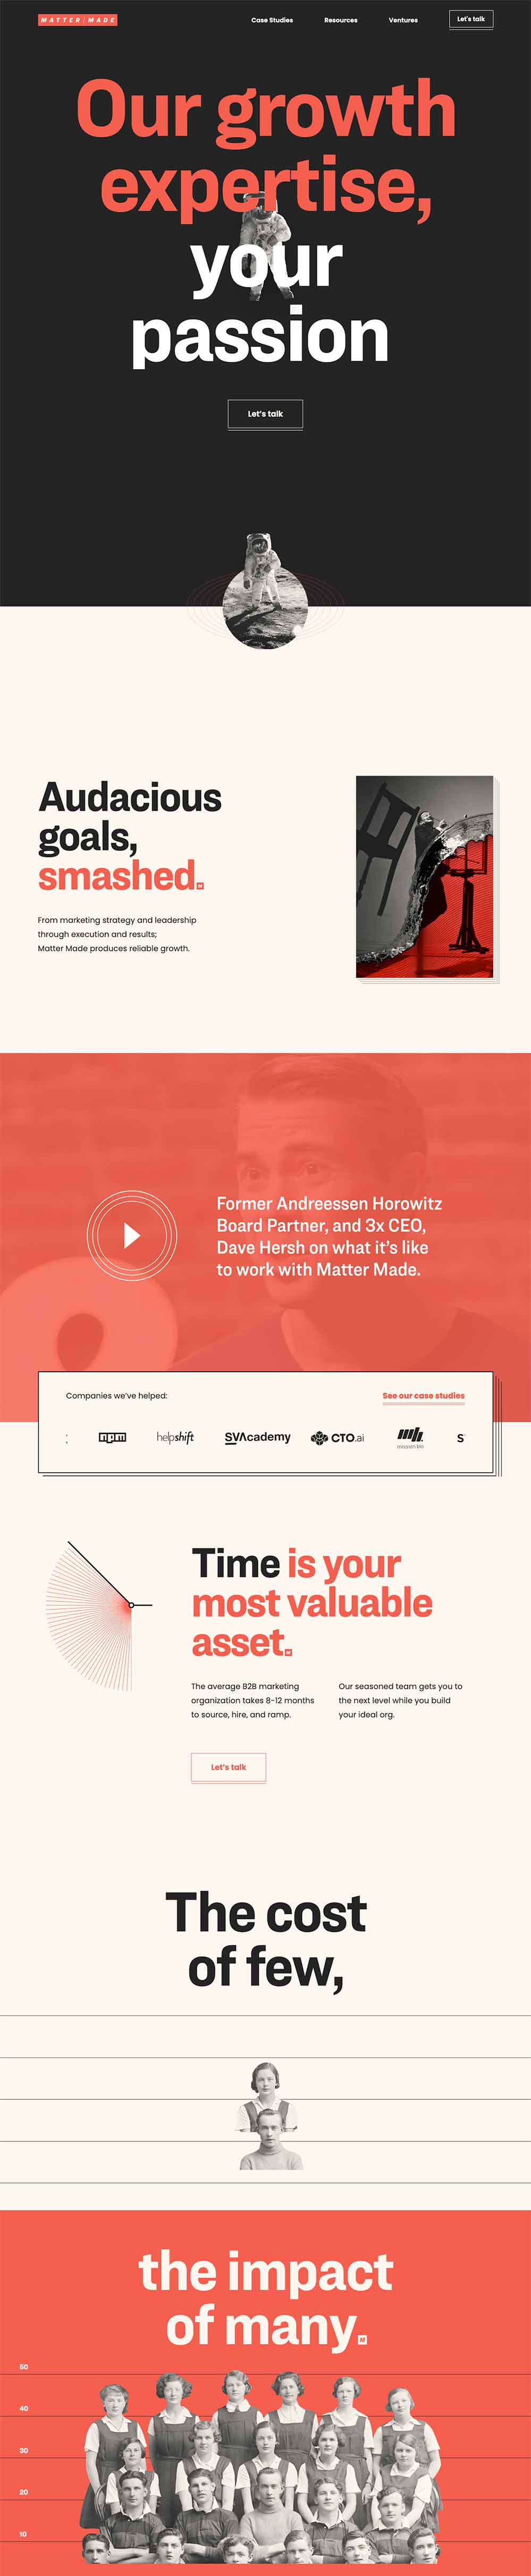 MATTER/MADE
Case Studies
Resources
Ventures
Let's talk
Our growth
expertise,
your
passion
Let's talk
Audacious
goals,
smashed.
From marketing strategy and leadership
through execution and results;
Matter Made produces reliable growth.
Former Andreessen Horowitz
Board Partner, and 3x CEO,
Dave Hersh on what it's like
to work with Matter Made.
Companies we've helped:
See our case studies
helpshift
SVAcademy
CTO.ai
mission bio
S
Time is your
most valuable
asset.
The average B2B marketing
organization takes 8-12 months
to source, hire, and ramp.
Our seasoned team gets you to
the next level while you build
your ideal org.
Let's talk
The cost
of few,
the impact
of many.
50
40
30
20
10